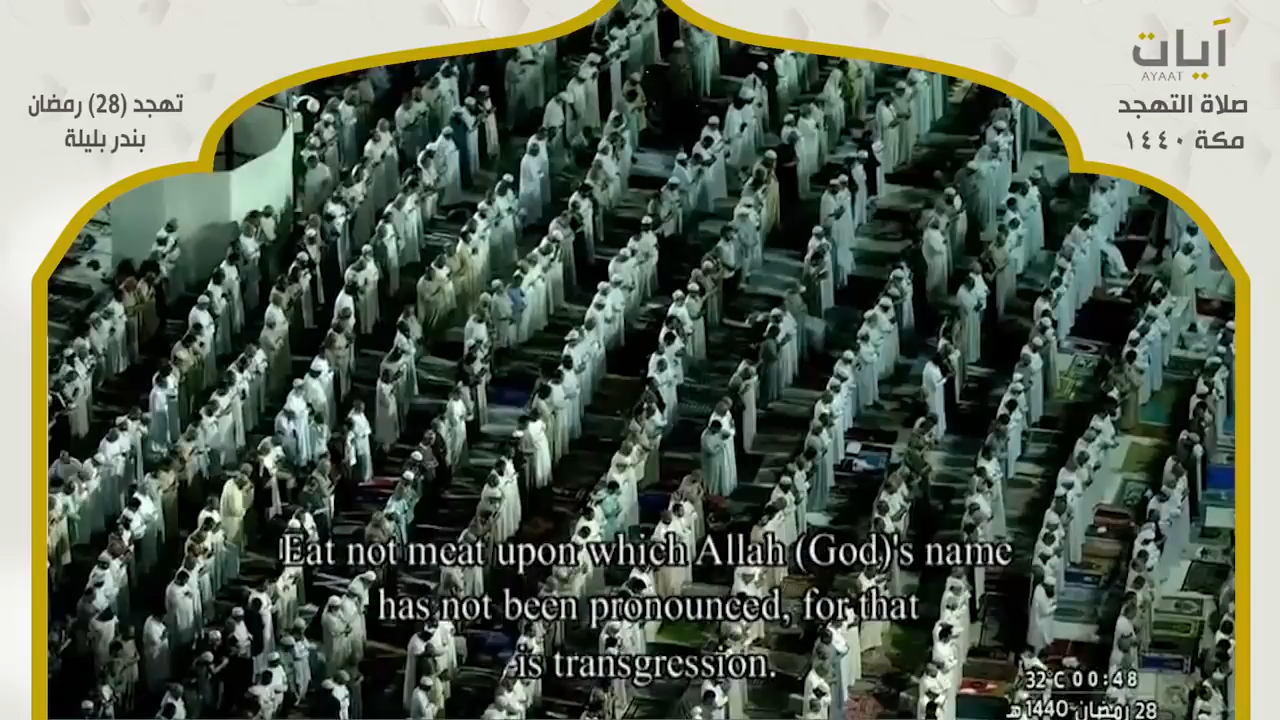 آيات
AYAAT
صلاة التهجد
مكة ١٤٤٠
تهجد (28) رمضان
بندر بليلة
Eat not meat upon which Allah (God)'s name
has not been pronounced, for that
is transgression.
32 C 00:48
28 رمضان 1440هـ